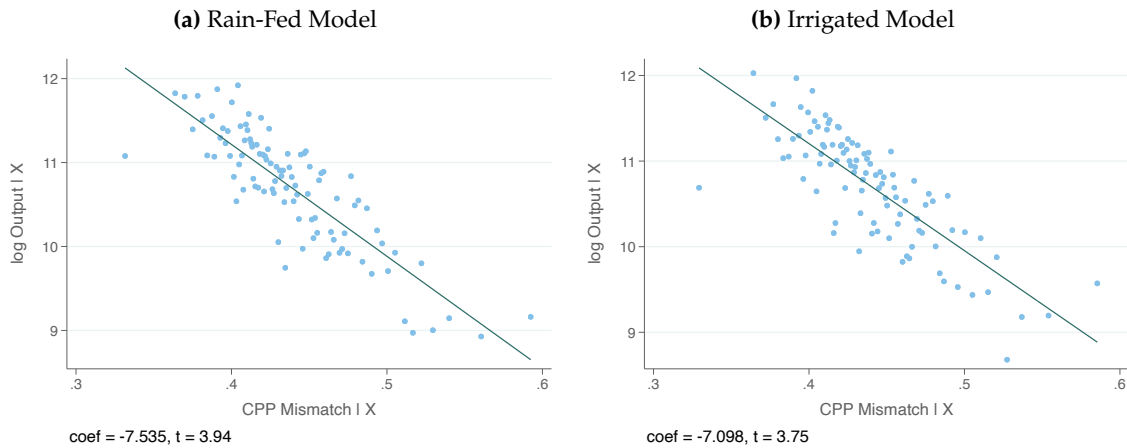 (a) Rain-Fed Model
12
11
10
9
log Output | X
.3 .4 .5 .6
CPP Mismatch | X
coef = -7.535, t = 3.94
(b) Irrigated Model
12
11
10
9
log Output | X
.3 .4 .5 .6
CPP Mismatch | X
coef = -7.098, t = 3.75